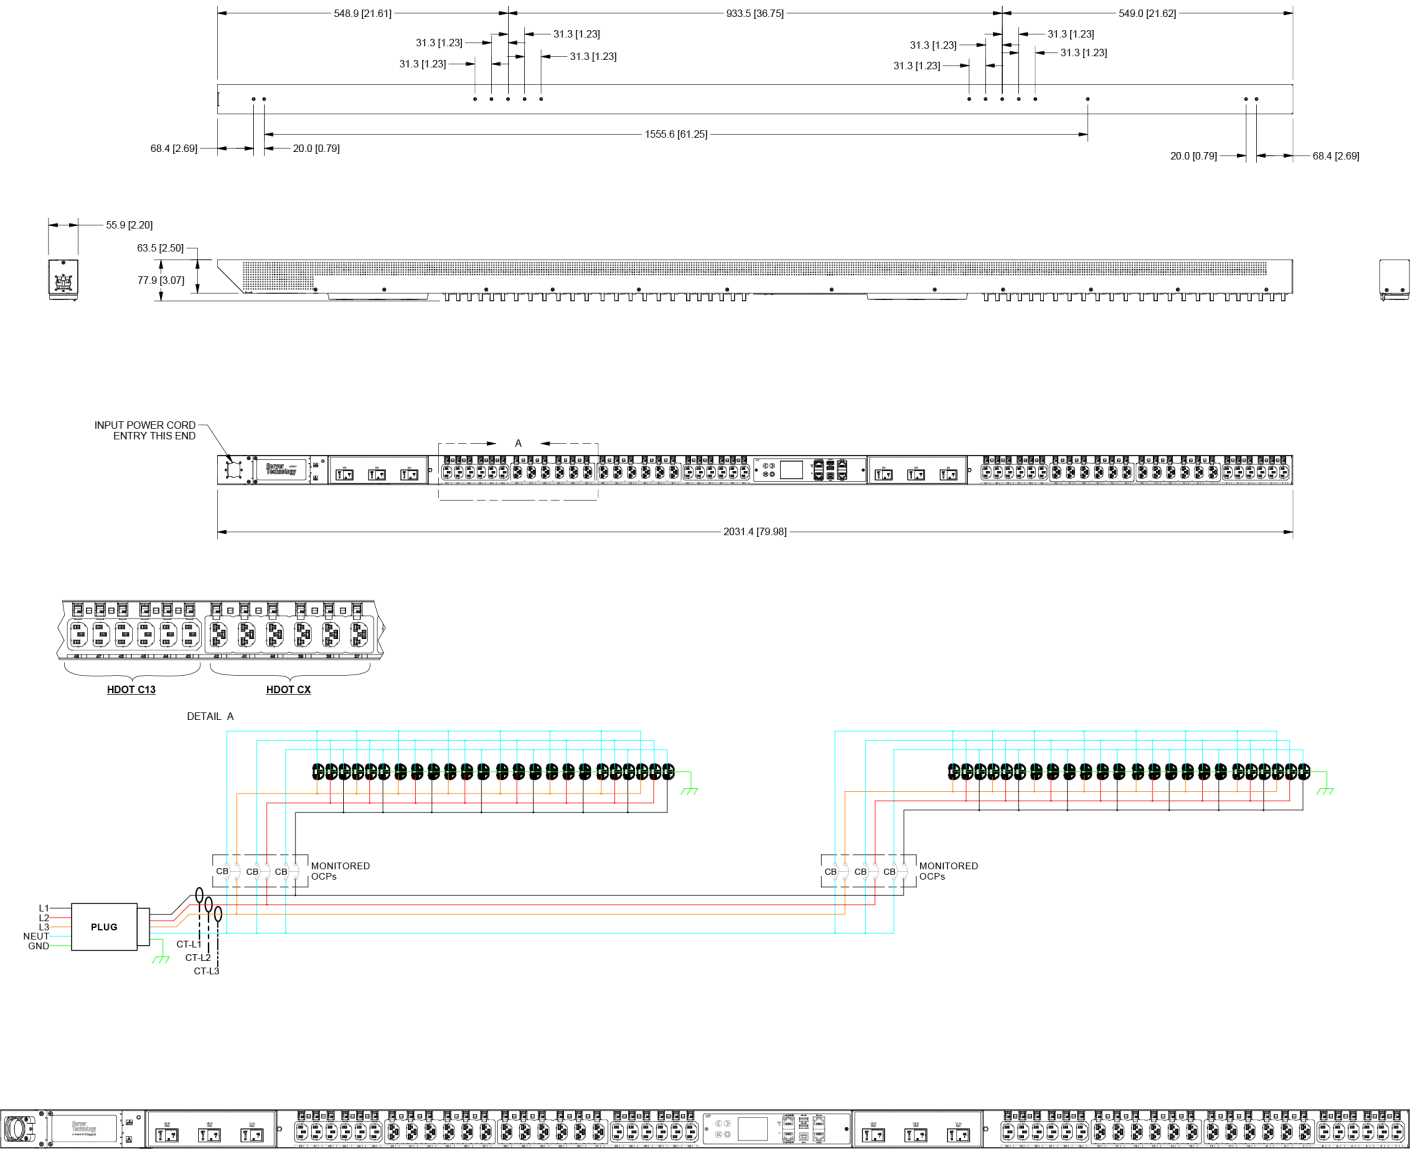 548.9 [21.61]
933.5 [36.75]
549.0 [21.62]
31.3 [1.23]
31.3 [1.23]
31.3 [1.23]
31.3 [1.23]
31.3 [1.23]
31.3 [1.23]
31.3 [1.23]
31.3 [1.23]
1555.6 [61.25]
68.4 [2.69]
20.0 [0.79]
20.0 [0.79]
68.4 [2.69]
55.9 [2.20]
63.5 [2.50]
77.9 [3.07]
INPUT POWER CORD
ENTRY THIS END
A
Server
Technology
2031.4 [79.98]
HDOT C13
HDOT CX
DETAIL A
CB
CB
CB
MONITORED
OCPs
CB
CB
CB
MONITORED
OCPs
L1
L2
L3
NEUT
GND
PLUG
CT-L1
CT-L2
CT-L3
Server
Technology